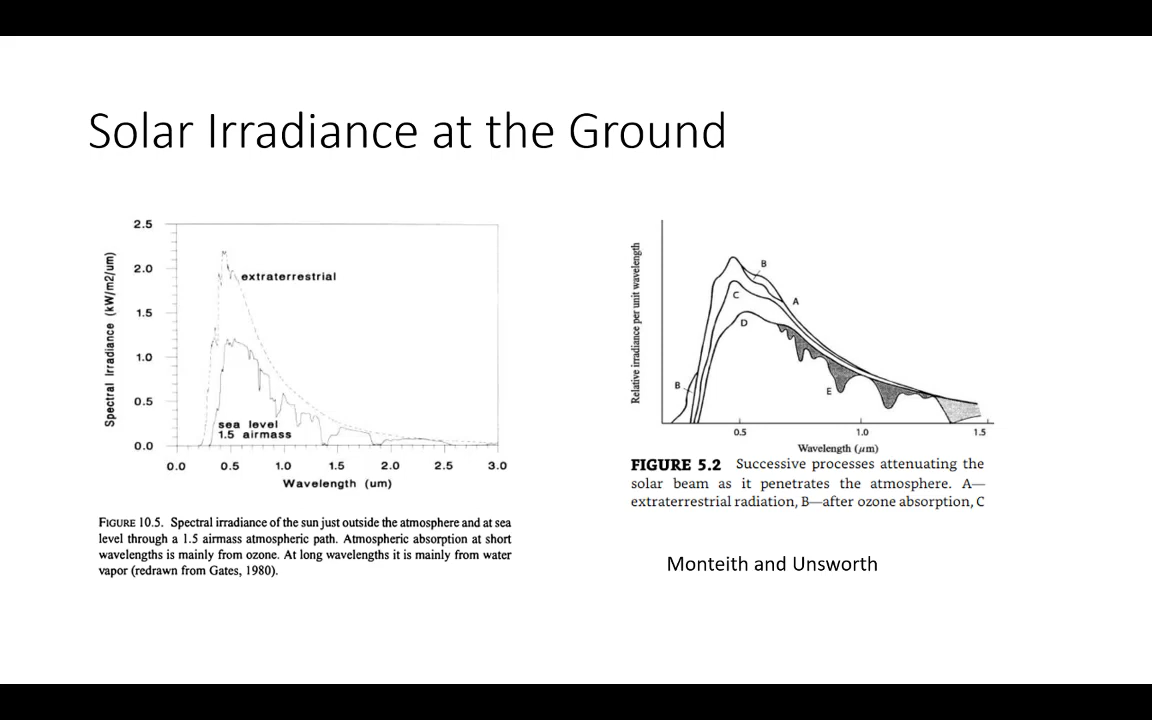 Solar Irradiance at the Ground
2.5
2.0
1.5
1.0
0.5
0.0
Spectral Irradiance (kW/m2/um)
extraterrestrial
sea level
1.5 airmass
0.0 0.5 1.0 1.5 2.0 2.5 3.0
Wavelength (um)
FIGURE 10.5. Spectral irradiance of the sun just outside the atmosphere and at sea
level through a 1.5 airmass atmospheric path. Atmospheric absorption at short
wavelengths is mainly from ozone. At long wavelengths it is mainly from water
vapor (redrawn from Gates, 1980).
Relative irradiance per unit wavelength
B
A
C
D
B
E
0.5 1.0 1.5
Wavelength (μm)
FIGURE 5.2 Successive processes attenuating the
solar beam as it penetrates the atmosphere. A—
extraterrestrial radiation, B—after ozone absorption, C
Monteith and Unsworth